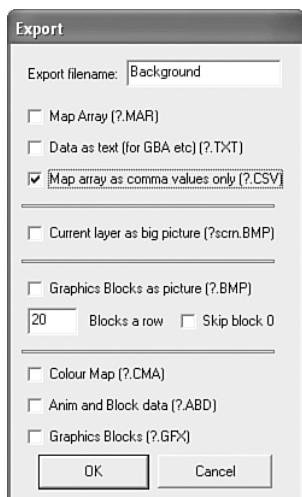 Export
Export filename: Background
Map Array (?.MAR)
Data as text (for GBA etc) (?.TXT)
Map array as comma values only (?.CSV)
Current layer as big picture (?scrn.BMP)
Graphics Blocks as picture (?.BMP)
20 Blocks a row Skip block 0
Colour Map (?.CMA)
Anim and Block data (?.ABD)
Graphics Blocks (?.GFX)
OK Cancel